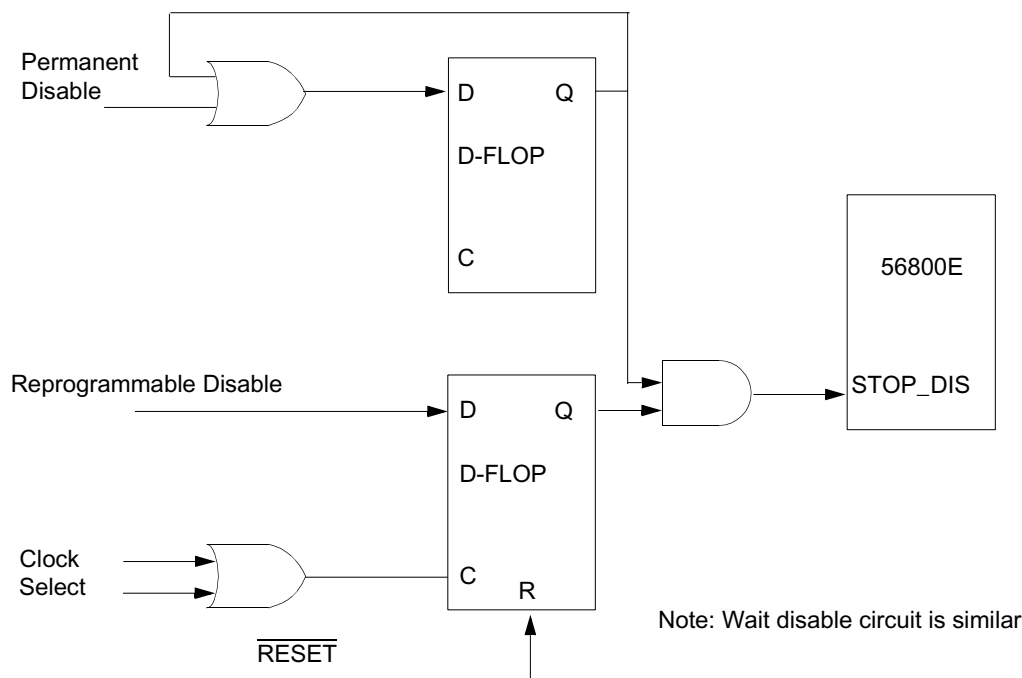 Permanent
Disable
D
Q
D-FLOP
C
56800E
STOP_DIS
Reprogrammable Disable
D
Q
D-FLOP
Clock
Select
C
R
RESET
Note: Wait disable circuit is similar